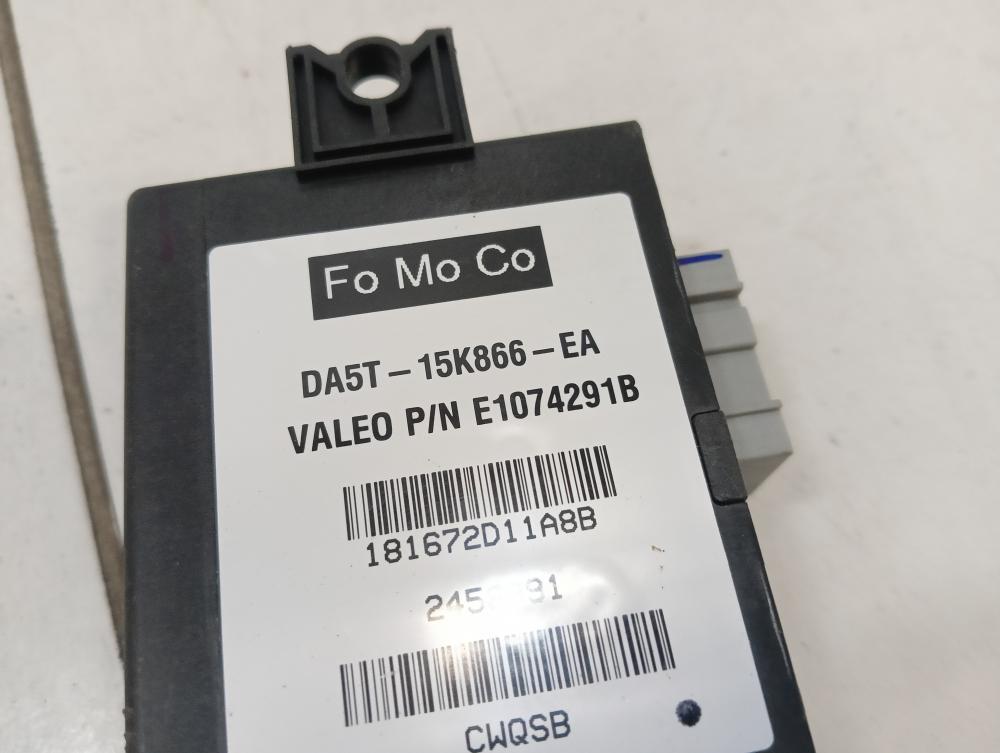 Fo Mo Co
DA5T – 15K866 – EA
VALEO P/N E1074291B
181672D11A8B
CWQSB